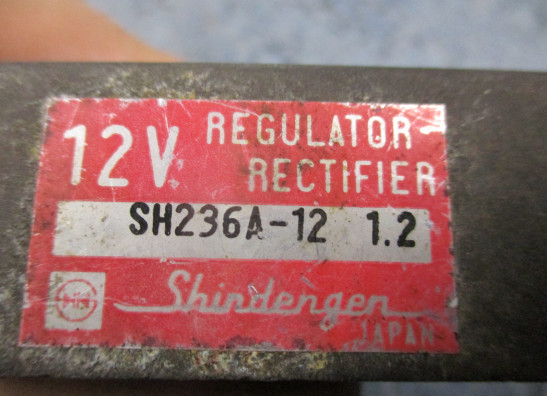 12V REGULATOR
RECTIFIER
SH236A-12 1.2
Shindengen
JAPAN